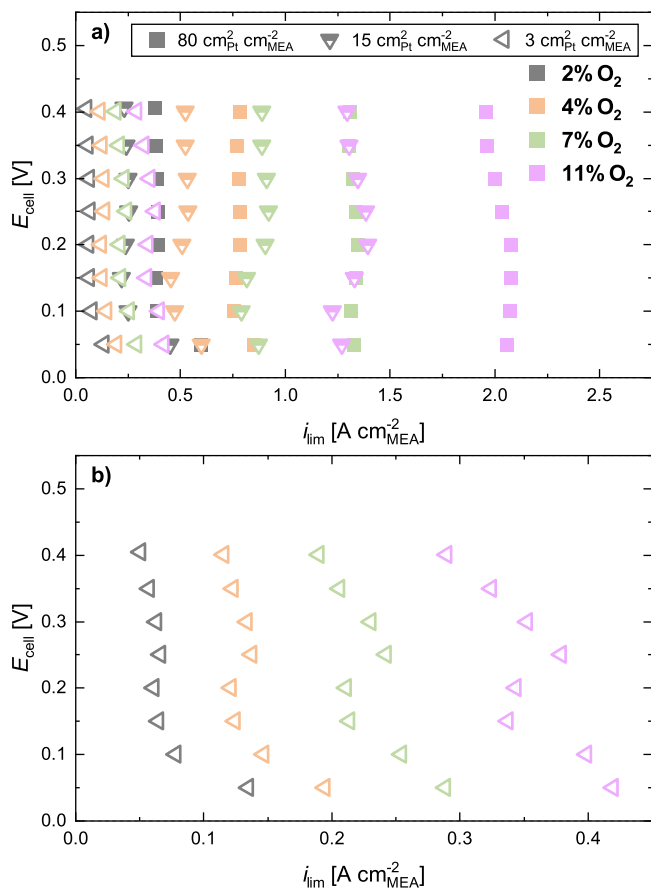 a)
80 cm²Pt cm⁻²MEA 15 cm²Pt cm⁻²MEA 3 cm²Pt cm⁻²MEA
2% O₂
4% O₂
7% O₂
11% O₂
0.5
0.4
0.3
0.2
0.1
0.0
Ecell [V]
0.0 0.5 1.0 1.5 2.0 2.5
ilim [A cm⁻²MEA]
b)
0.5
0.4
0.3
0.2
0.1
0.0
Ecell [V]
0.0 0.1 0.2 0.3 0.4
ilim [A cm⁻²MEA]